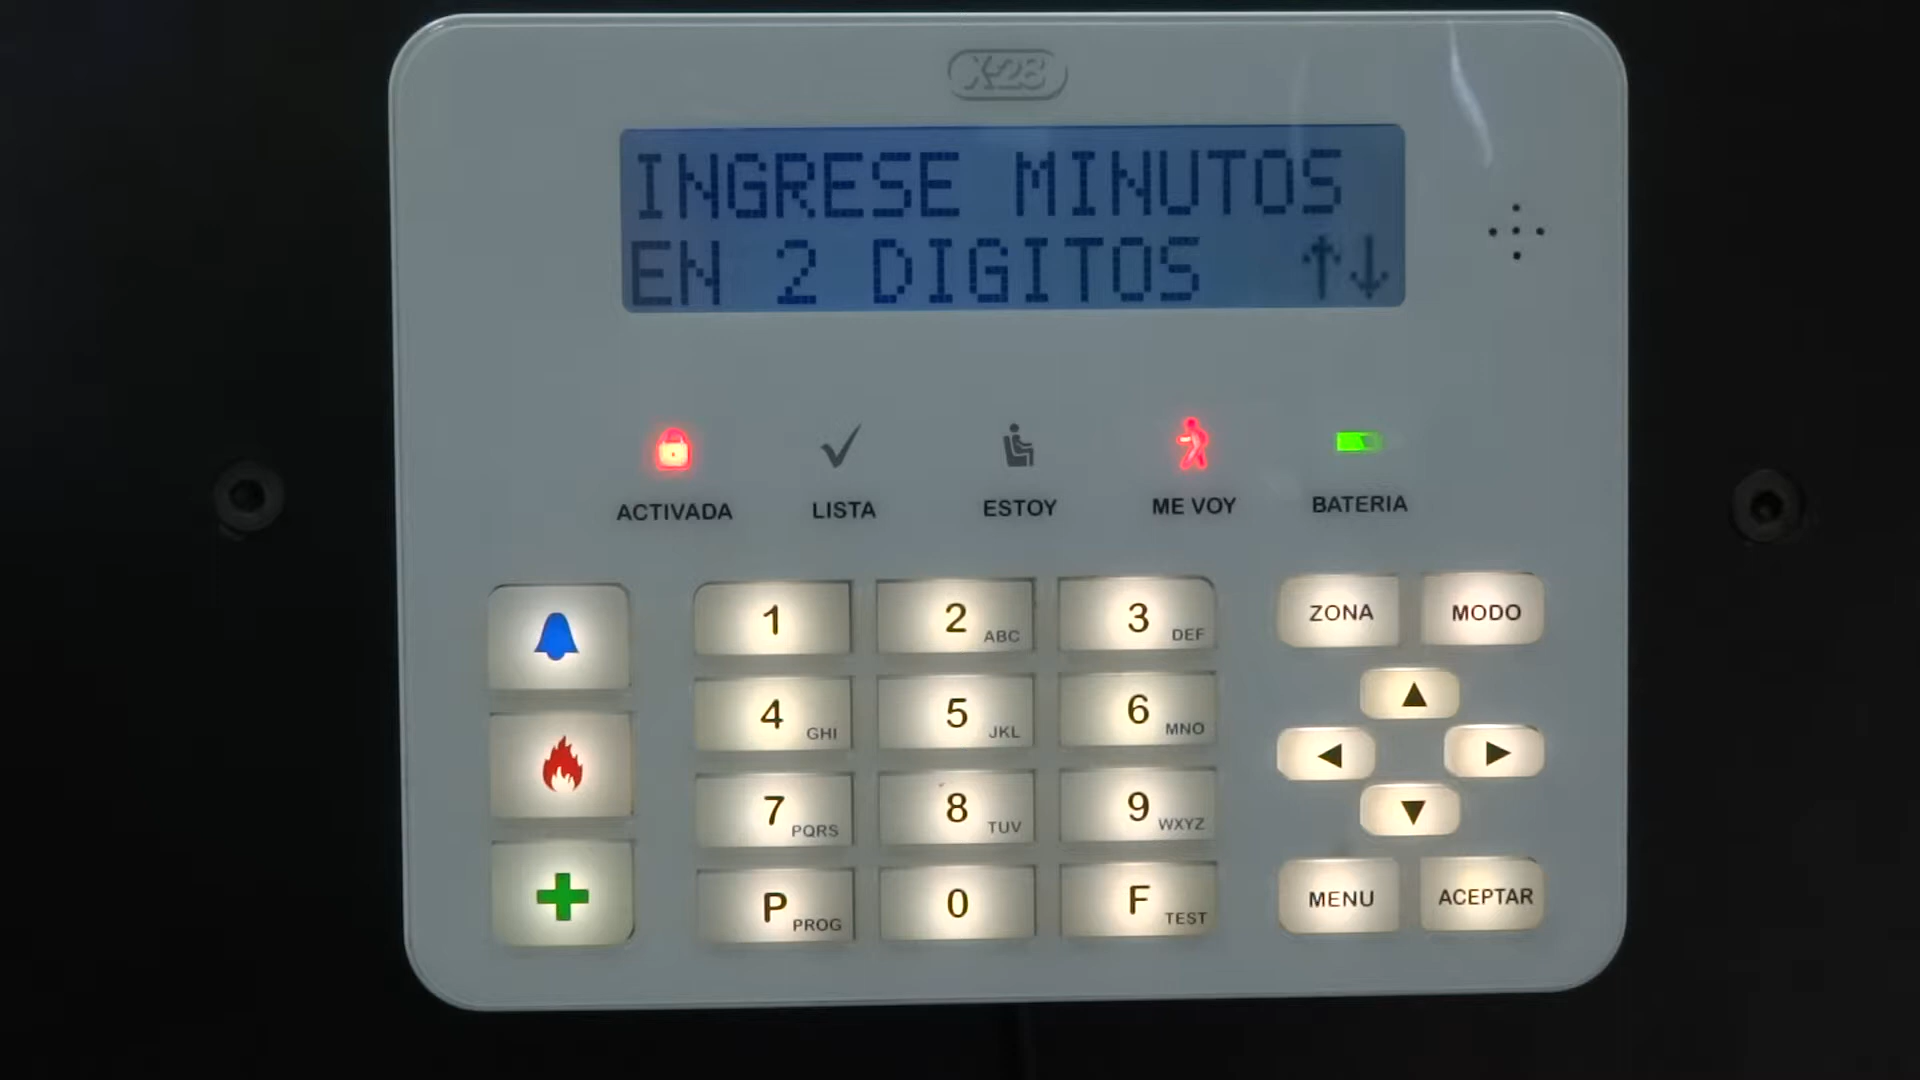 X-28
INGRESE MINUTOS
EN 2 DIGITOS ↑↓
ACTIVADA LISTA ESTOY ME VOY BATERIA
1 2 ABC 3 DEF ZONA MODO
4 GHI 5 JKL 6 MNO
7 PQRS 8 TUV 9 WXYZ
P PROG 0 F TEST MENU ACEPTAR